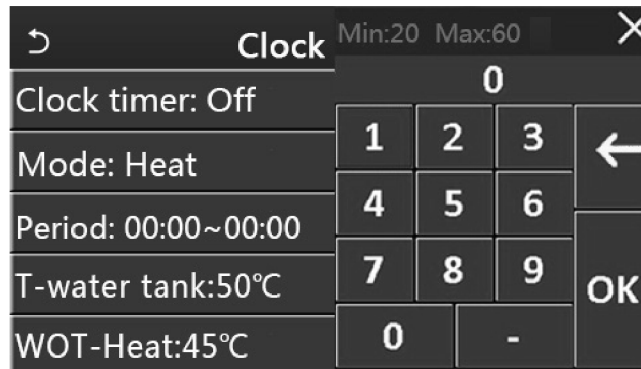 Clock
Clock timer: Off
Mode: Heat
Period: 00:00~00:00
T-water tank:50℃
WOT-Heat:45℃
Min:20 Max:60
0
1 2 3
4 5 6
7 8 9
OK
0 -